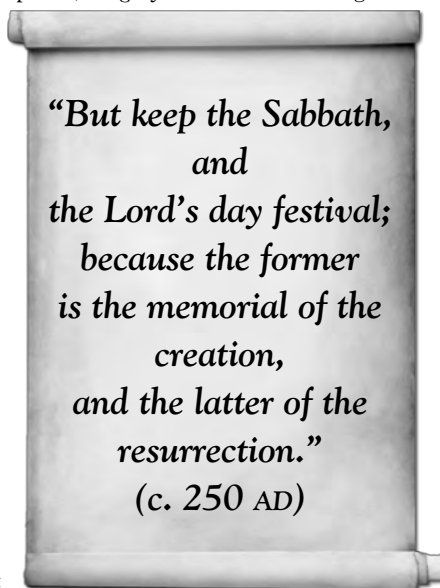 “But keep the Sabbath,
and
the Lord’s day festival;
because the former
is the memorial of the
creation,
and the latter of the
resurrection.”
(c. 250 AD)